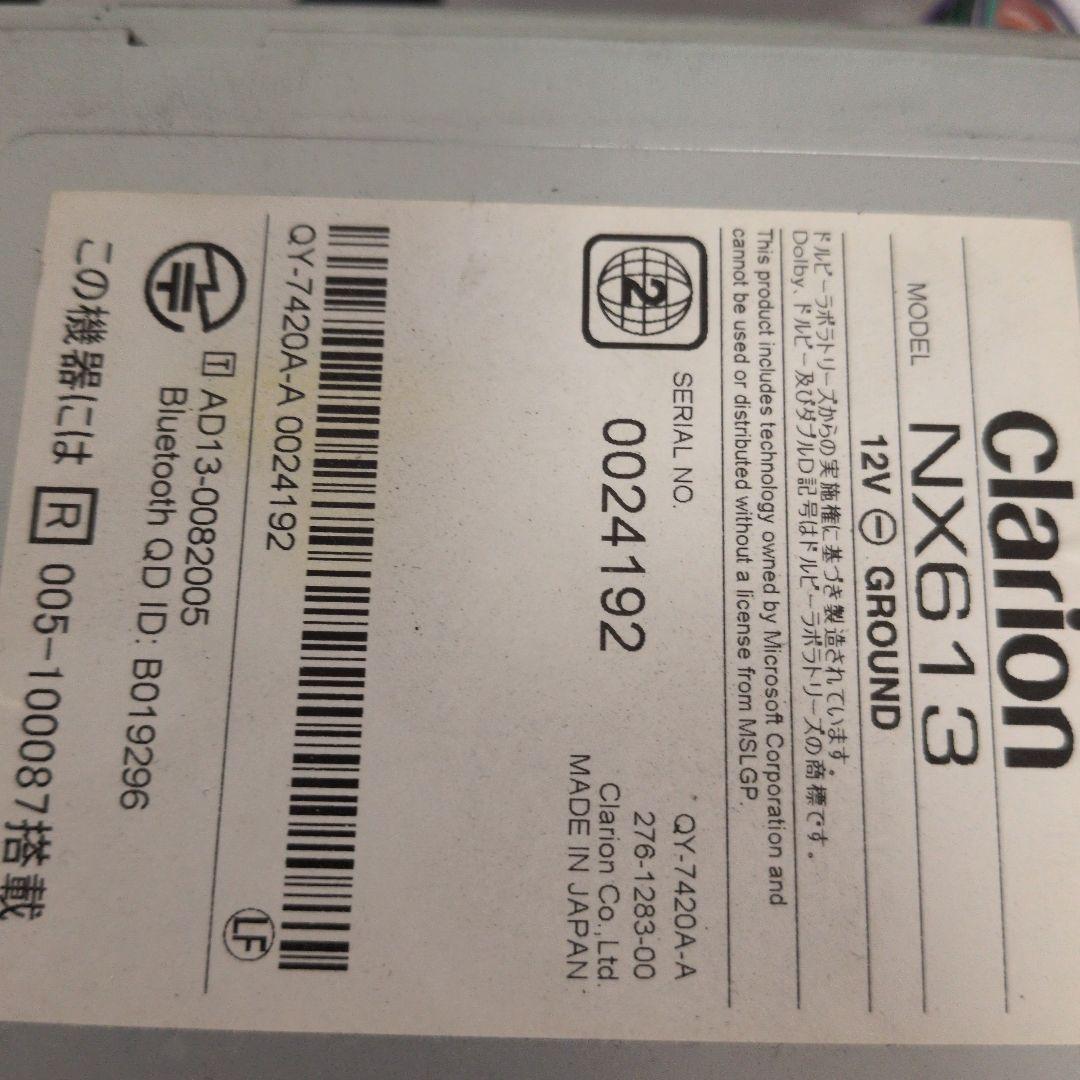 clarion
MODEL NX613
12V ⊖ GROUND
ドルビーラボラトリーズからの実施権に基づき製造されています。
Dolby、ドルビー及びダブルD記号はドルビーラボラトリーズの商標です。
This product includes technology owned by Microsoft Corporation and
cannot be used or distributed without a license from MSLGP.
2
SERIAL NO.
0024192
QY-7420A-A
276-1283-00
Clarion Co.,Ltd.
MADE IN JAPAN
QY-7420A-A 0024192
LF
T AD13-0082005
Bluetooth QD ID: B019296
この機器には R 005-100087搭載